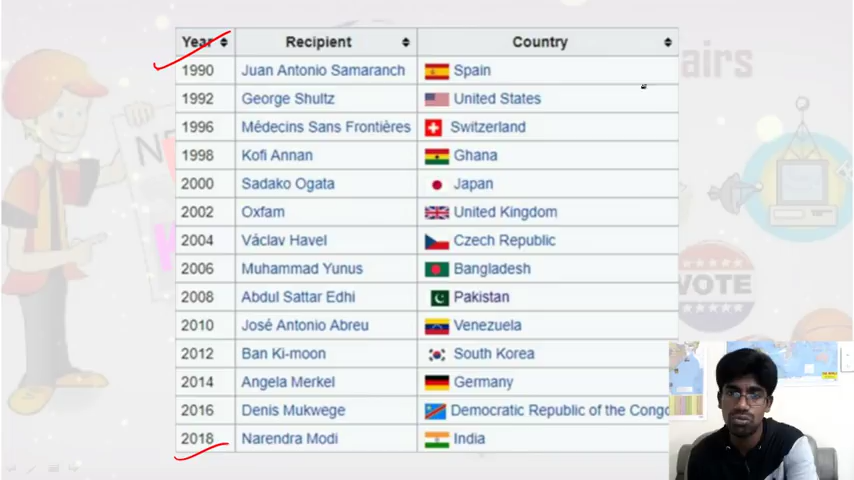 Year Recipient Country
1990 Juan Antonio Samaranch Spain
1992 George Shultz United States
1996 Médecins Sans Frontières Switzerland
1998 Kofi Annan Ghana
2000 Sadako Ogata Japan
2002 Oxfam United Kingdom
2004 Václav Havel Czech Republic
2006 Muhammad Yunus Bangladesh
2008 Abdul Sattar Edhi Pakistan
2010 José Antonio Abreu Venezuela
2012 Ban Ki-moon South Korea
2014 Angela Merkel Germany
2016 Denis Mukwege Democratic Republic of the Congo
2018 Narendra Modi India
airs
VOTE